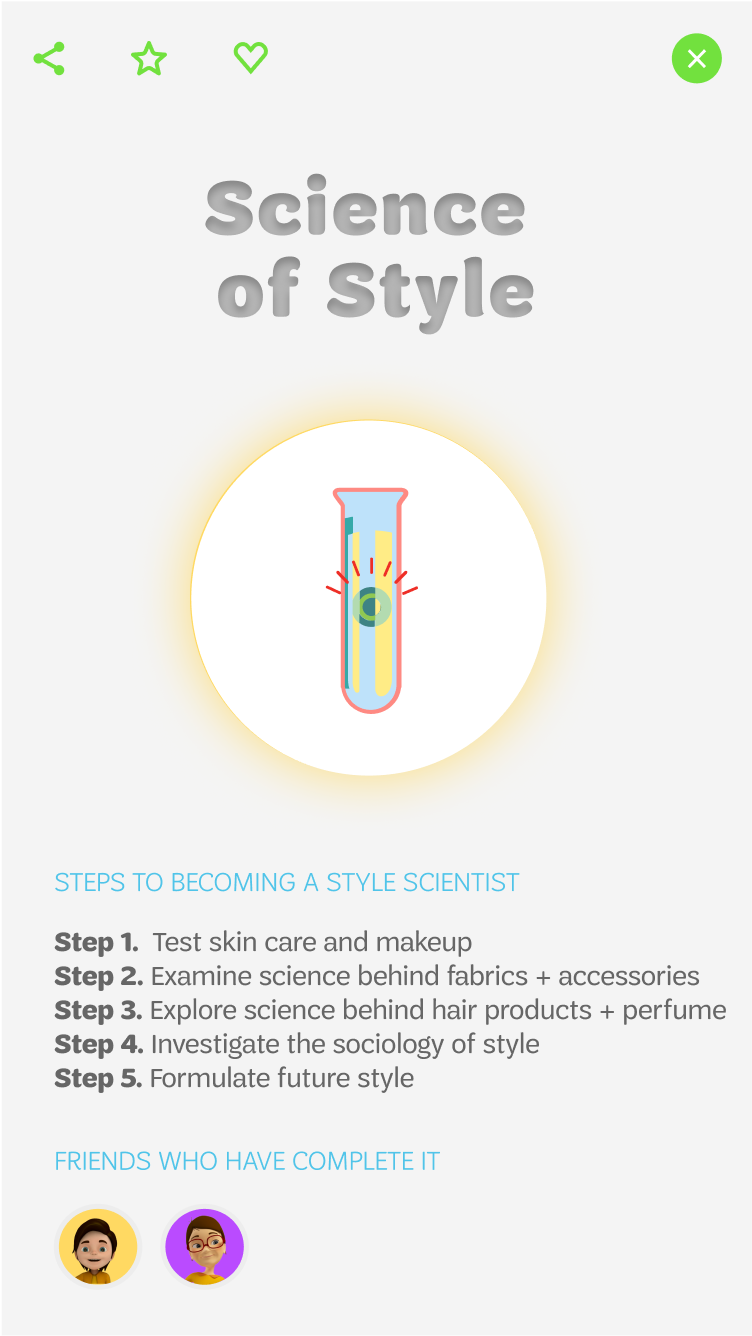 Science
of Style
STEPS TO BECOMING A STYLE SCIENTIST
Step 1. Test skin care and makeup
Step 2. Examine science behind fabrics + accessories
Step 3. Explore science behind hair products + perfume
Step 4. Investigate the sociology of style
Step 5. Formulate future style
FRIENDS WHO HAVE COMPLETE IT